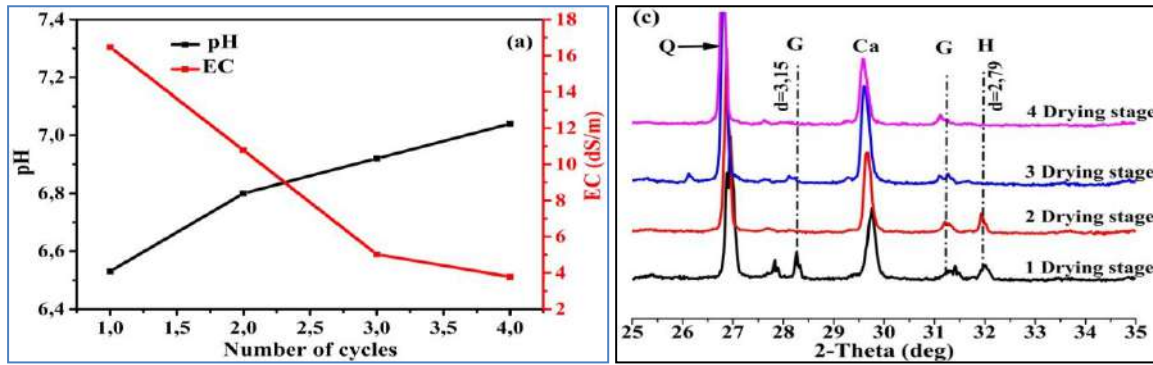 (a)
pH
EC
7,4
7,2
7,0
6,8
6,6
6,4
pH
18
16
14
12
10
8
6
4
2
EC (dS/m)
1,0 1,5 2,0 2,5 3,0 3,5 4,0
Number of cycles
(c)
Q
G
Ca
G
H
d=3,15
d=2,79
4 Drying stage
3 Drying stage
2 Drying stage
1 Drying stage
25 26 27 28 29 30 31 32 33 34 35
2-Theta (deg)